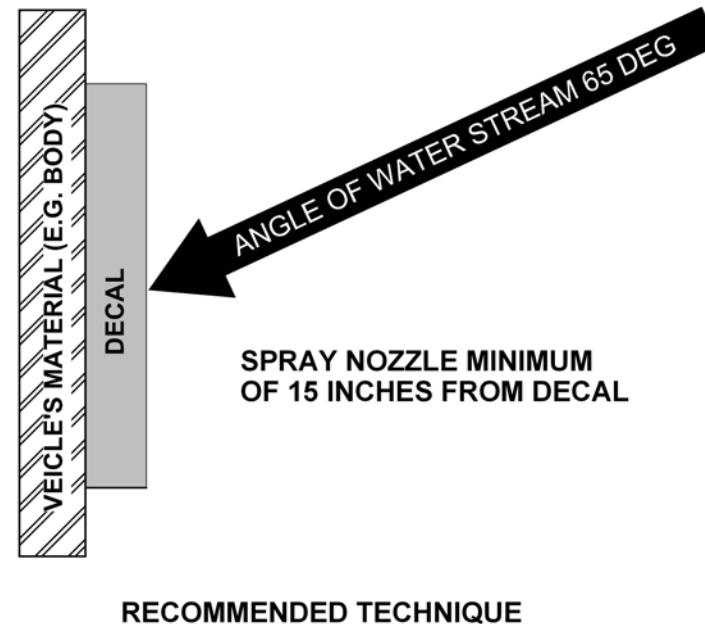 VEICLE'S MATERIAL (E.G. BODY)
DECAL
ANGLE OF WATER STREAM 65 DEG
SPRAY NOZZLE MINIMUM
OF 15 INCHES FROM DECAL
RECOMMENDED TECHNIQUE